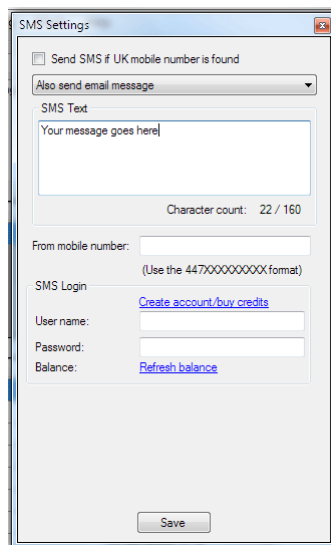 SMS Settings
Send SMS if UK mobile number is found
Also send email message
SMS Text
Your message goes here
Character count: 22 / 160
From mobile number:
(Use the 447XXXXXXXXX format)
SMS Login
Create account/buy credits
User name:
Password:
Balance: Refresh balance
Save